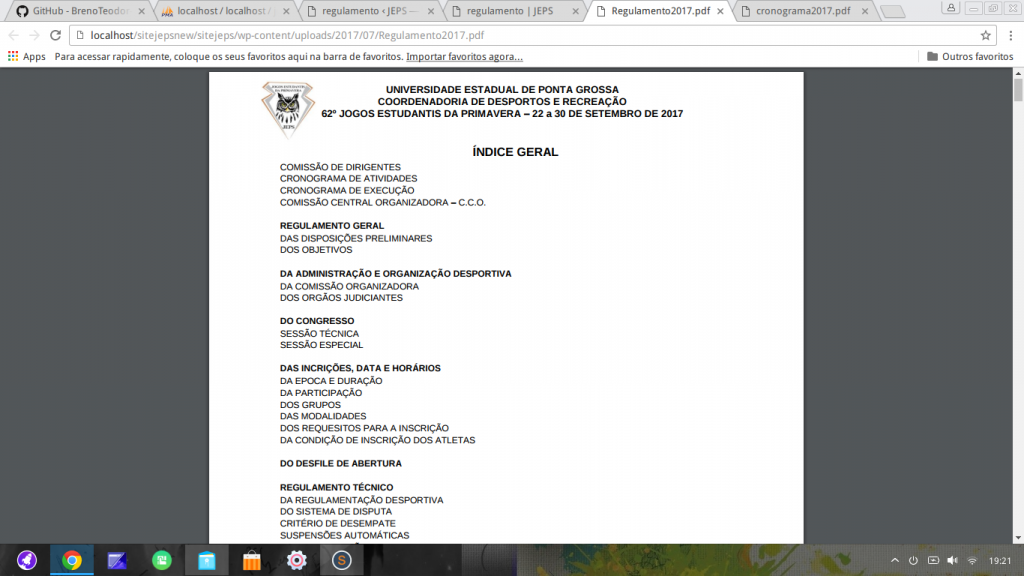 GitHub - BrenoTeodor
localhost / localhost /
regulamento ‹ JEPS —
regulamento | JEPS
Regulamento2017.pdf
cronograma2017.pdf
localhost/sitejepsnew/sitejeps/wp-content/uploads/2017/07/Regulamento2017.pdf
Apps Para acessar rapidamente, coloque os seus favoritos aqui na barra de favoritos. Importar favoritos agora... Outros favoritos
UNIVERSIDADE ESTADUAL DE PONTA GROSSA
COORDENADORIA DE DESPORTOS E RECREAÇÃO
62º JOGOS ESTUDANTIS DA PRIMAVERA – 22 a 30 DE SETEMBRO DE 2017
JEPS
ÍNDICE GERAL
COMISSÃO DE DIRIGENTES
CRONOGRAMA DE ATIVIDADES
CRONOGRAMA DE EXECUÇÃO
COMISSÃO CENTRAL ORGANIZADORA – C.C.O.
REGULAMENTO GERAL
DAS DISPOSIÇÕES PRELIMINARES
DOS OBJETIVOS
DA ADMINISTRAÇÃO E ORGANIZAÇÃO DESPORTIVA
DA COMISSÃO ORGANIZADORA
DOS ORGÃOS JUDICIANTES
DO CONGRESSO
SESSÃO TÉCNICA
SESSÃO ESPECIAL
DAS INCRIÇÕES, DATA E HORÁRIOS
DA EPOCA E DURAÇÃO
DA PARTICIPAÇÃO
DOS GRUPOS
DAS MODALIDADES
DOS REQUESITOS PARA A INSCRIÇÃO
DA CONDIÇÃO DE INSCRIÇÃO DOS ATLETAS
DO DESFILE DE ABERTURA
REGULAMENTO TÉCNICO
DA REGULAMENTAÇÃO DESPORTIVA
DO SISTEMA DE DISPUTA
CRITÉRIO DE DESEMPATE
SUSPENSÕES AUTOMÁTICAS
19:21